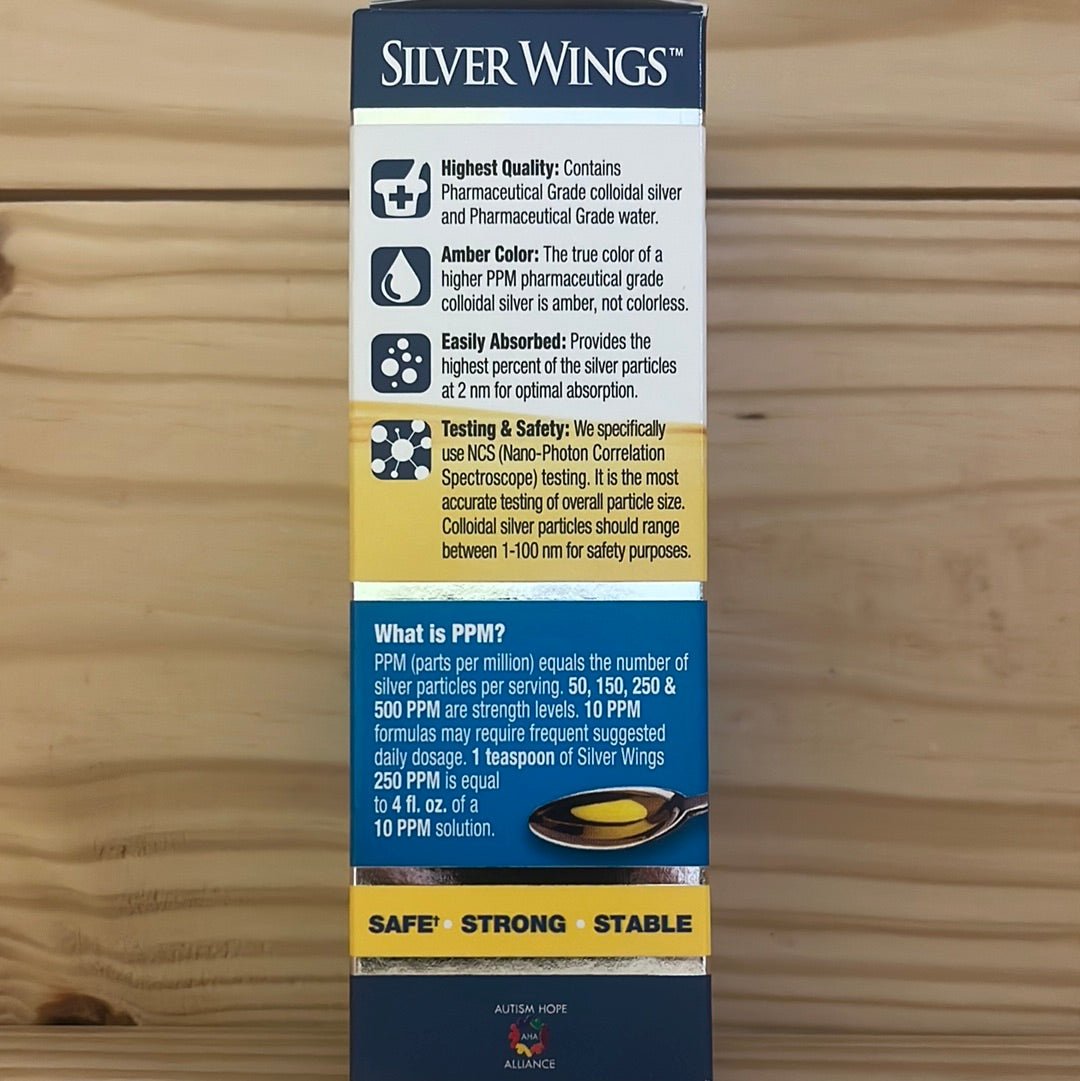 SILVER WINGS™
Highest Quality: Contains
Pharmaceutical Grade colloidal silver
and Pharmaceutical Grade water.
Amber Color: The true color of a
higher PPM pharmaceutical grade
colloidal silver is amber, not colorless.
Easily Absorbed: Provides the
highest percent of the silver particles
at 2 nm for optimal absorption.
Testing & Safety: We specifically
use NCS (Nano-Photon Correlation
Spectroscope) testing. It is the most
accurate testing of overall particle size.
Colloidal silver particles should range
between 1-100 nm for safety purposes.
What is PPM?
PPM (parts per million) equals the number of
silver particles per serving. 50, 150, 250 &
500 PPM are strength levels. 10 PPM
formulas may require frequent suggested
daily dosage. 1 teaspoon of Silver Wings
250 PPM is equal
to 4 fl. oz. of a
10 PPM solution.
SAFE† • STRONG • STABLE
AUTISM HOPE
AHA
ALLIANCE